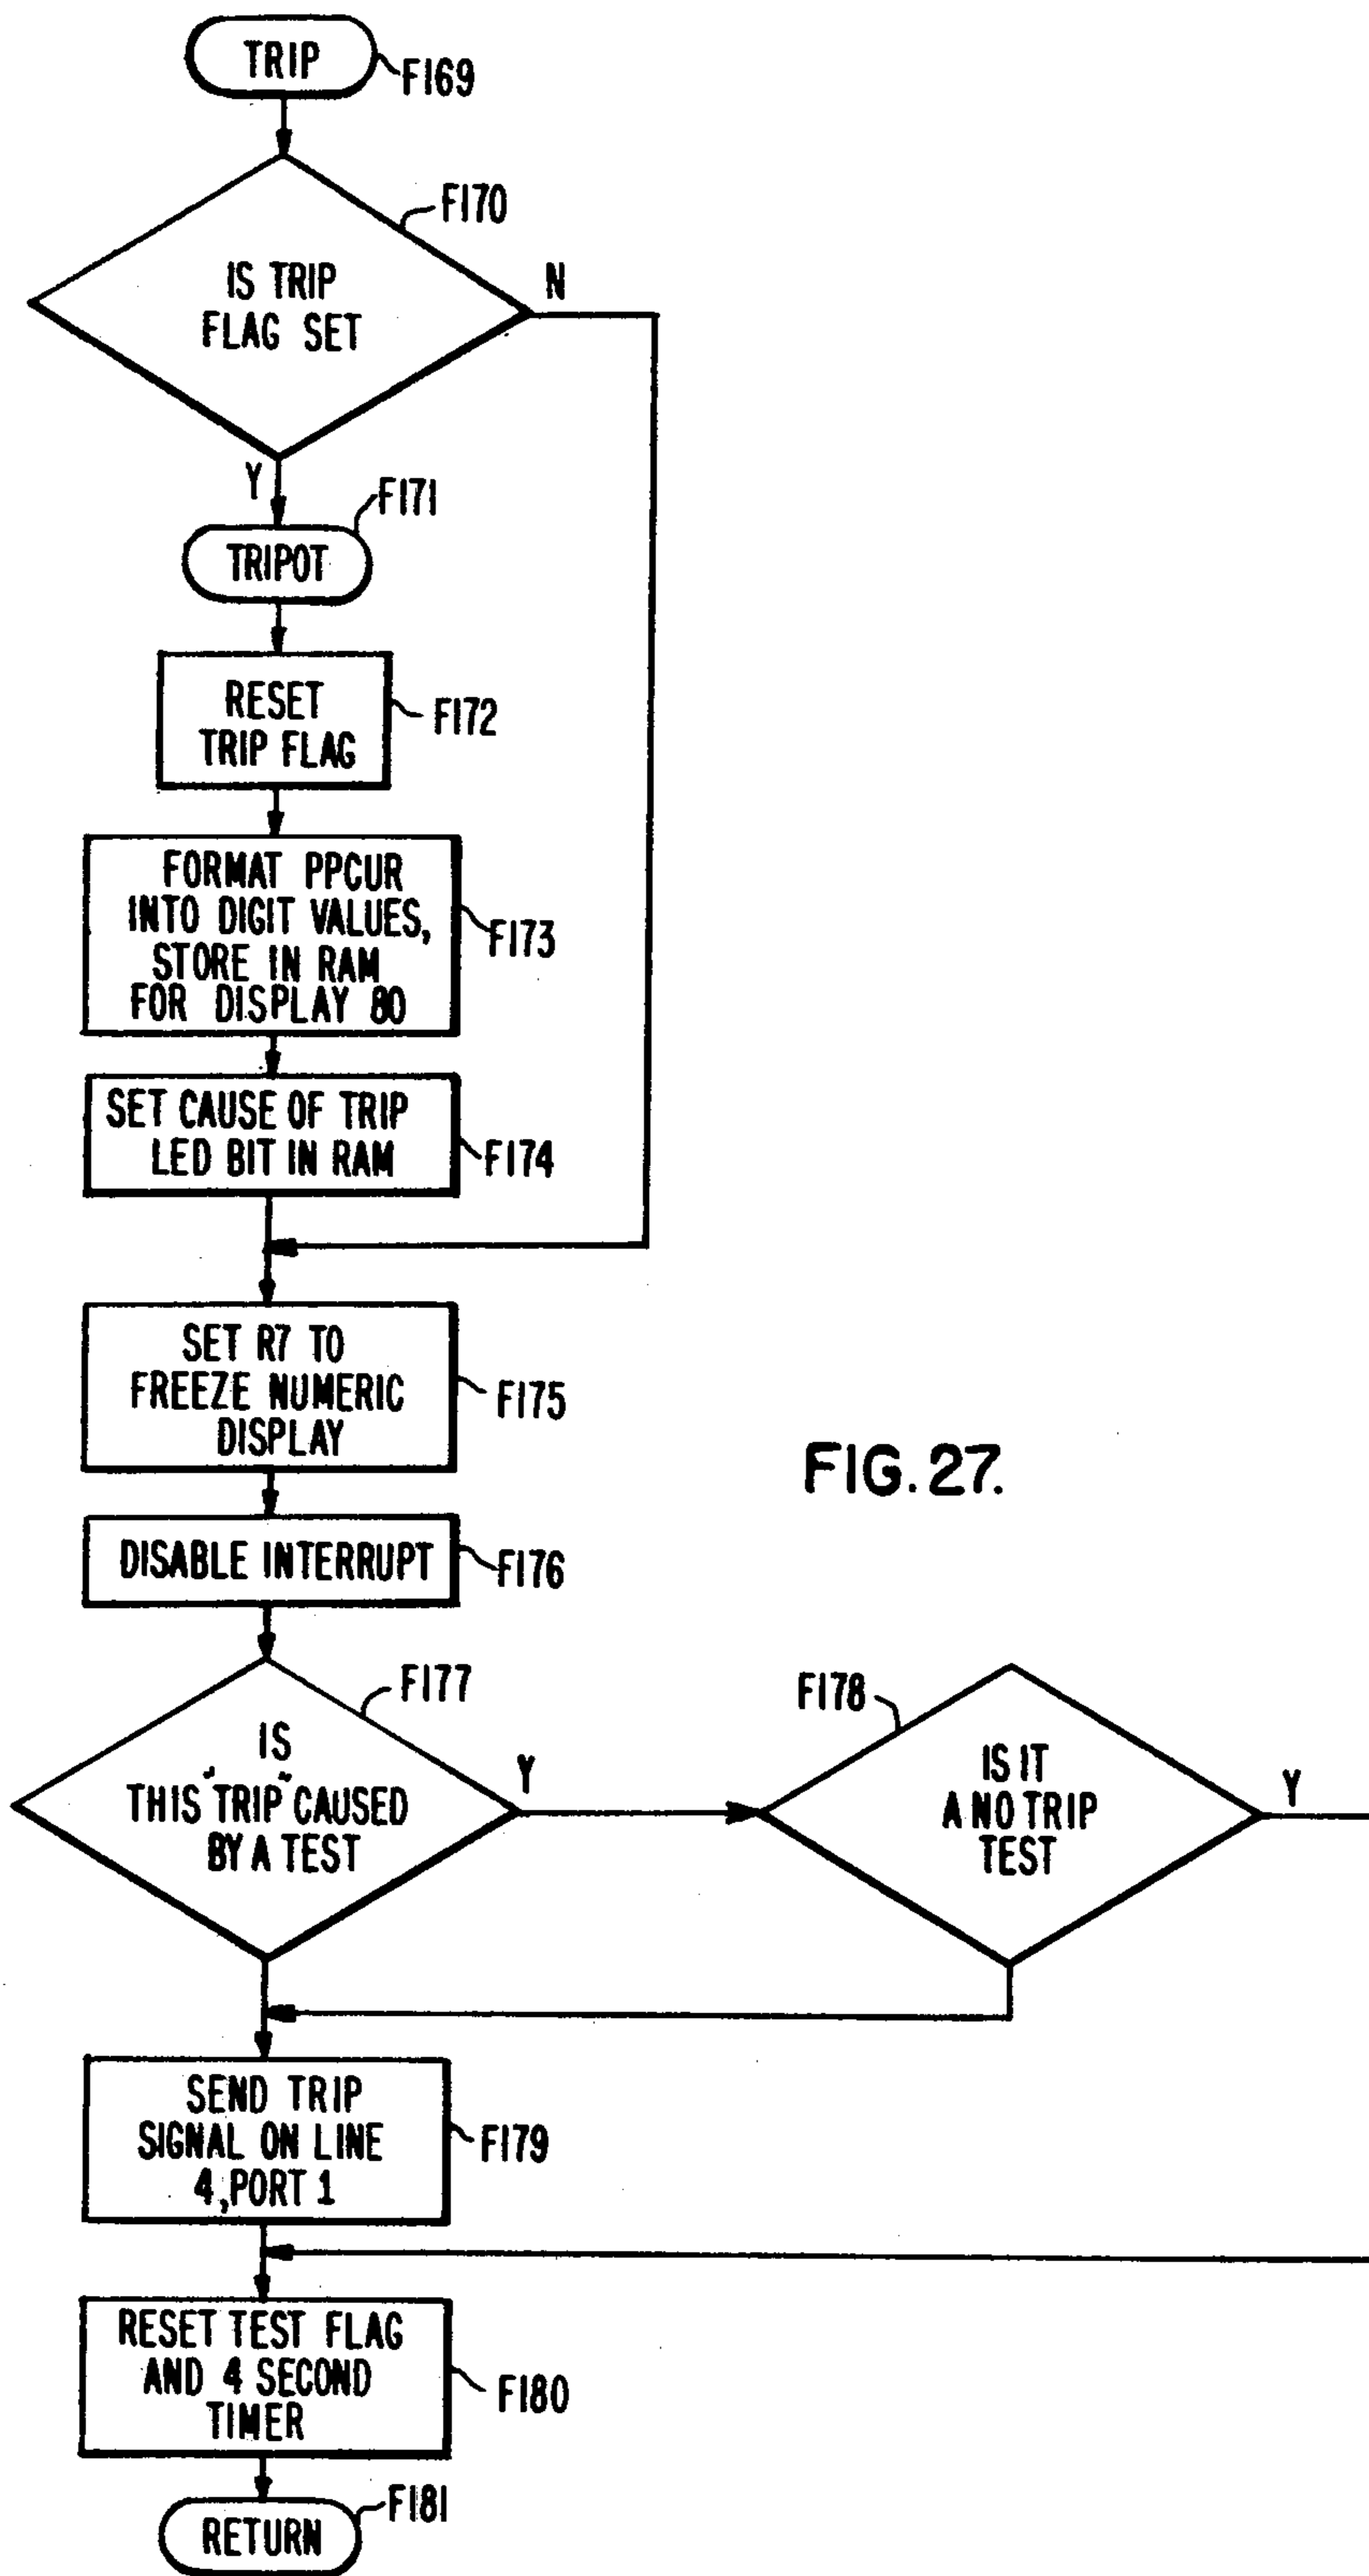 TRIP
F169
F170
IS TRIP
FLAG SET
N
Y
F171
TRIPOT
RESET
TRIP FLAG
F172
FORMAT PPCUR
INTO DIGIT VALUES,
STORE IN RAM
FOR DISPLAY 80
F173
SET CAUSE OF TRIP
LED BIT IN RAM
F174
SET R7 TO
FREEZE NUMERIC
DISPLAY
F175
FIG. 27.
DISABLE INTERRUPT
F176
F177
IS
THIS "TRIP" CAUSED
BY A TEST
Y
F178
IS IT
A NO TRIP
TEST
Y
SEND TRIP
SIGNAL ON LINE
4, PORT 1
F179
RESET TEST FLAG
AND 4 SECOND
TIMER
F180
F181
RETURN